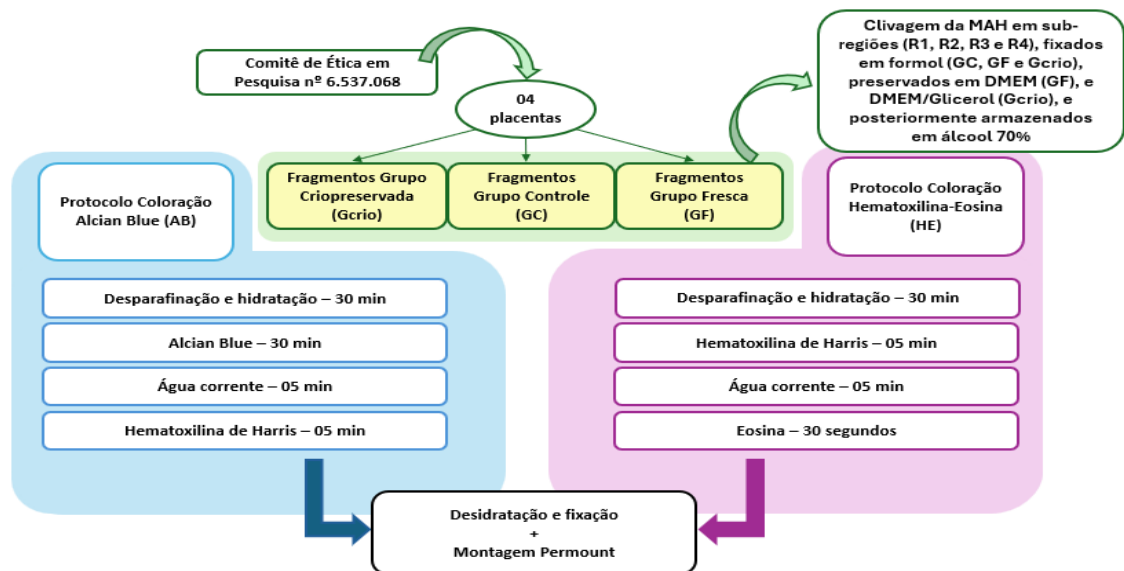 Comitê de Ética em
Pesquisa nº 6.537.068
04
placentas
Clivagem da MAH em sub-
regiões (R1, R2, R3 e R4), fixados
em formol (GC, GF e Gcrio),
preservados em DMEM (GF), e
DMEM/Glicerol (Gcrio), e
posteriormente armazenados
em álcool 70%
Fragmentos Grupo
Criopreservada
(Gcrio)
Fragmentos
Grupo Controle
(GC)
Fragmentos
Grupo Fresca
(GF)
Protocolo Coloração
Alcian Blue (AB)
Desparafinação e hidratação – 30 min
Alcian Blue – 30 min
Água corrente – 05 min
Hematoxilina de Harris – 05 min
Protocolo Coloração
Hematoxilina-Eosina
(HE)
Desparafinação e hidratação – 30 min
Hematoxilina de Harris – 05 min
Água corrente – 05 min
Eosina – 30 segundos
Desidratação e fixação
+
Montagem Permount